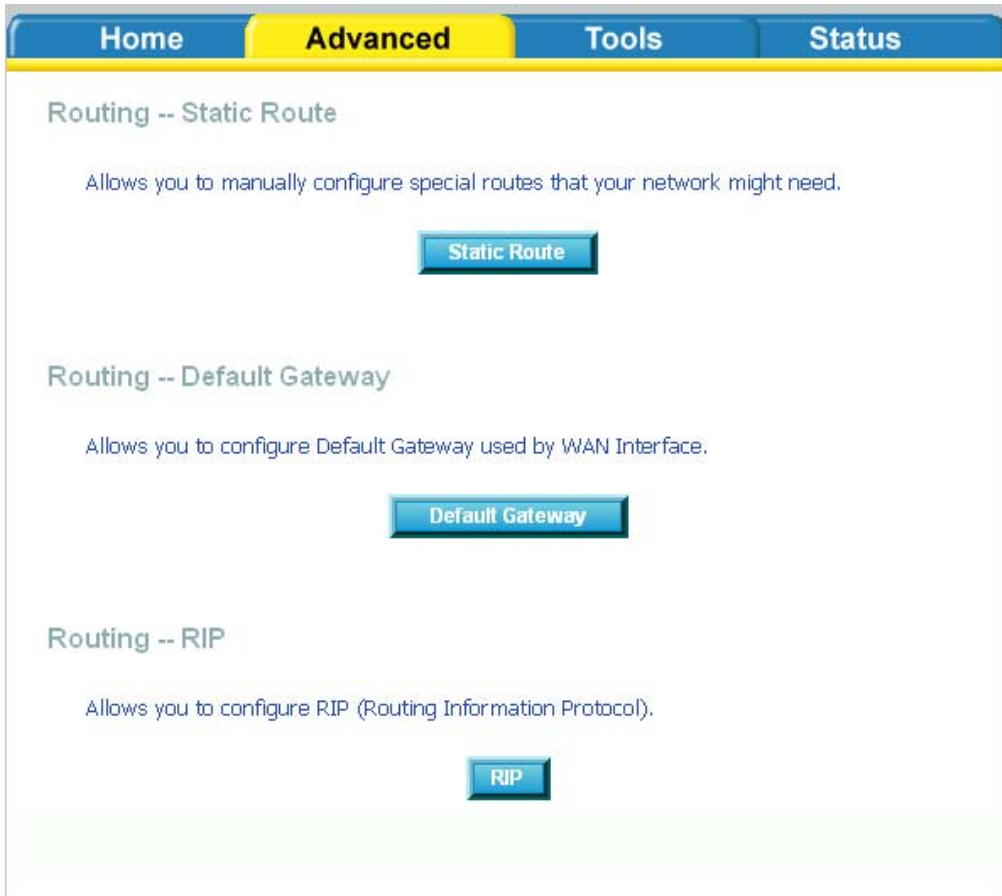 Home Advanced Tools Status
Routing -- Static Route
Allows you to manually configure special routes that your network might need.
Static Route
Routing -- Default Gateway
Allows you to configure Default Gateway used by WAN Interface.
Default Gateway
Routing -- RIP
Allows you to configure RIP (Routing Information Protocol).
RIP